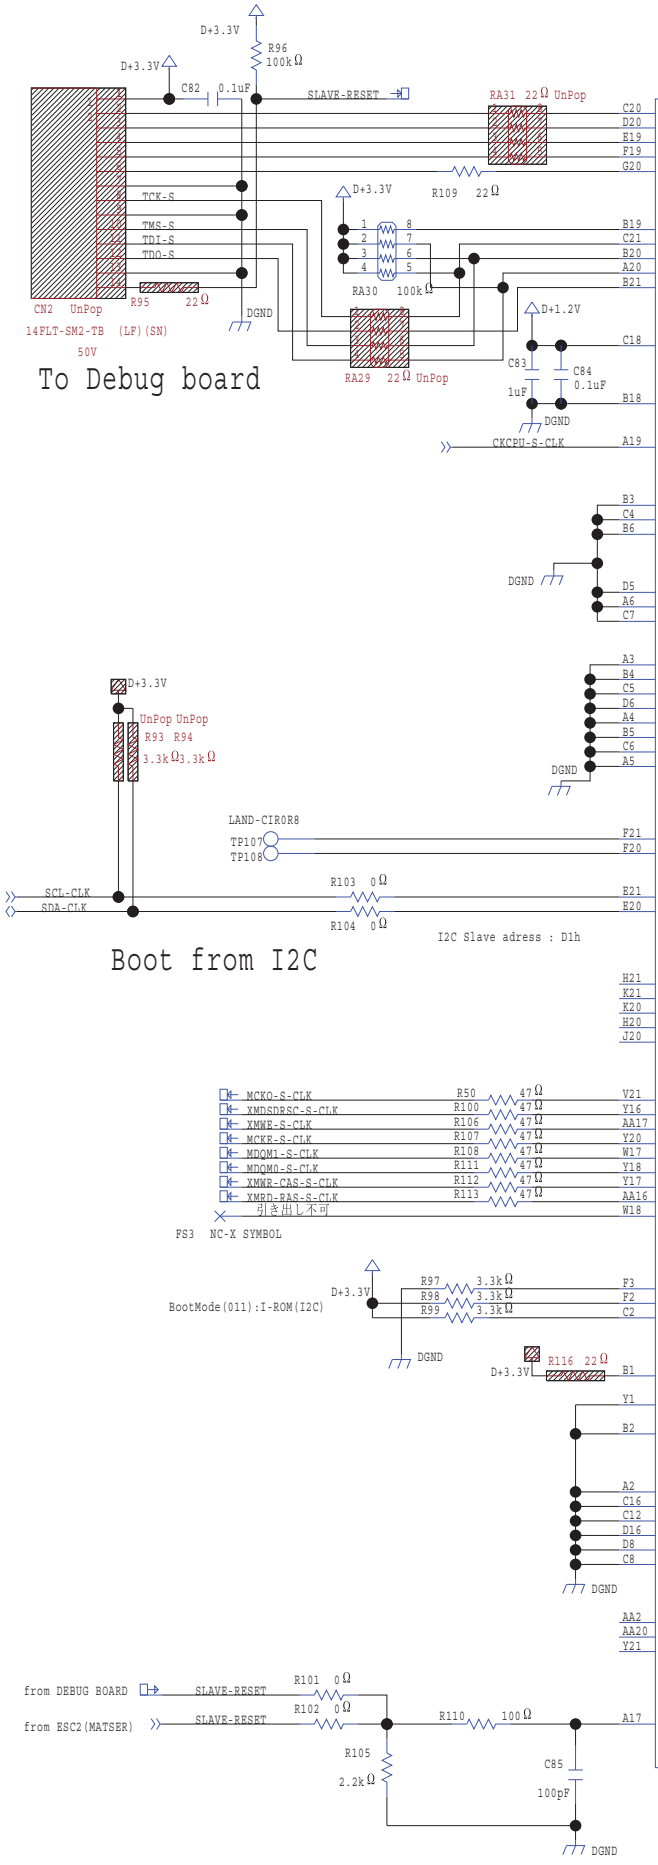 D+3.3V
R96
100kΩ
D+3.3V
C82 0.1uF
SLAVE-RESET
RA31 22Ω UnPop
C20
D20
E19
F19
G20
R109 22Ω
TCK-S
TMS-S
TDI-S
TDO-S
D+3.3V
1 8
2 7
3 6
4 5
RA30 100kΩ
B19
C21
B20
A20
B21
R95 22Ω
DGND
CN2 UnPop
14FLT-SM2-TB (LF)(SN)
50V
To Debug board
RA29 22Ω UnPop
D+1.2V
C83
1uF
C84
0.1uF
DGND
C18
B18
CKCPU-S-CLK
A19
B3
C4
B6
DGND
D5
A6
C7
A3
B4
C5
D6
A4
B5
C6
A5
DGND
D+3.3V
UnPop UnPop
R93 R94
3.3kΩ 3.3kΩ
LAND-CIR0R8
TP107
TP108
F21
F20
SCL-CLK
SDA-CLK
R103 0Ω
R104 0Ω
E21
E20
I2C Slave adress : D1h
Boot from I2C
H21
K21
K20
H20
J20
MCKO-S-CLK R50 47Ω V21
XMDSDRSC-S-CLK R100 47Ω Y16
XMWE-S-CLK R106 47Ω AA17
MCKE-S-CLK R107 47Ω Y20
MDQM1-S-CLK R108 47Ω W17
MDQM0-S-CLK R111 47Ω Y18
XMWR-CAS-S-CLK R112 47Ω Y17
XMRD-RAS-S-CLK R113 47Ω AA16
引き出し不可 W18
FS3 NC-X SYMBOL
D+3.3V
BootMode(011):I-ROM(I2C)
R97 3.3kΩ F3
R98 3.3kΩ F2
R99 3.3kΩ C2
DGND
D+3.3V
R116 22Ω
B1
Y1
B2
A2
C16
C12
D16
D8
C8
DGND
AA2
AA20
Y21
from DEBUG BOARD SLAVE-RESET R101 0Ω
from ESC2(MATSER) SLAVE-RESET R102 0Ω
R110 100Ω
A17
R105
2.2kΩ
C85
100pF
DGND